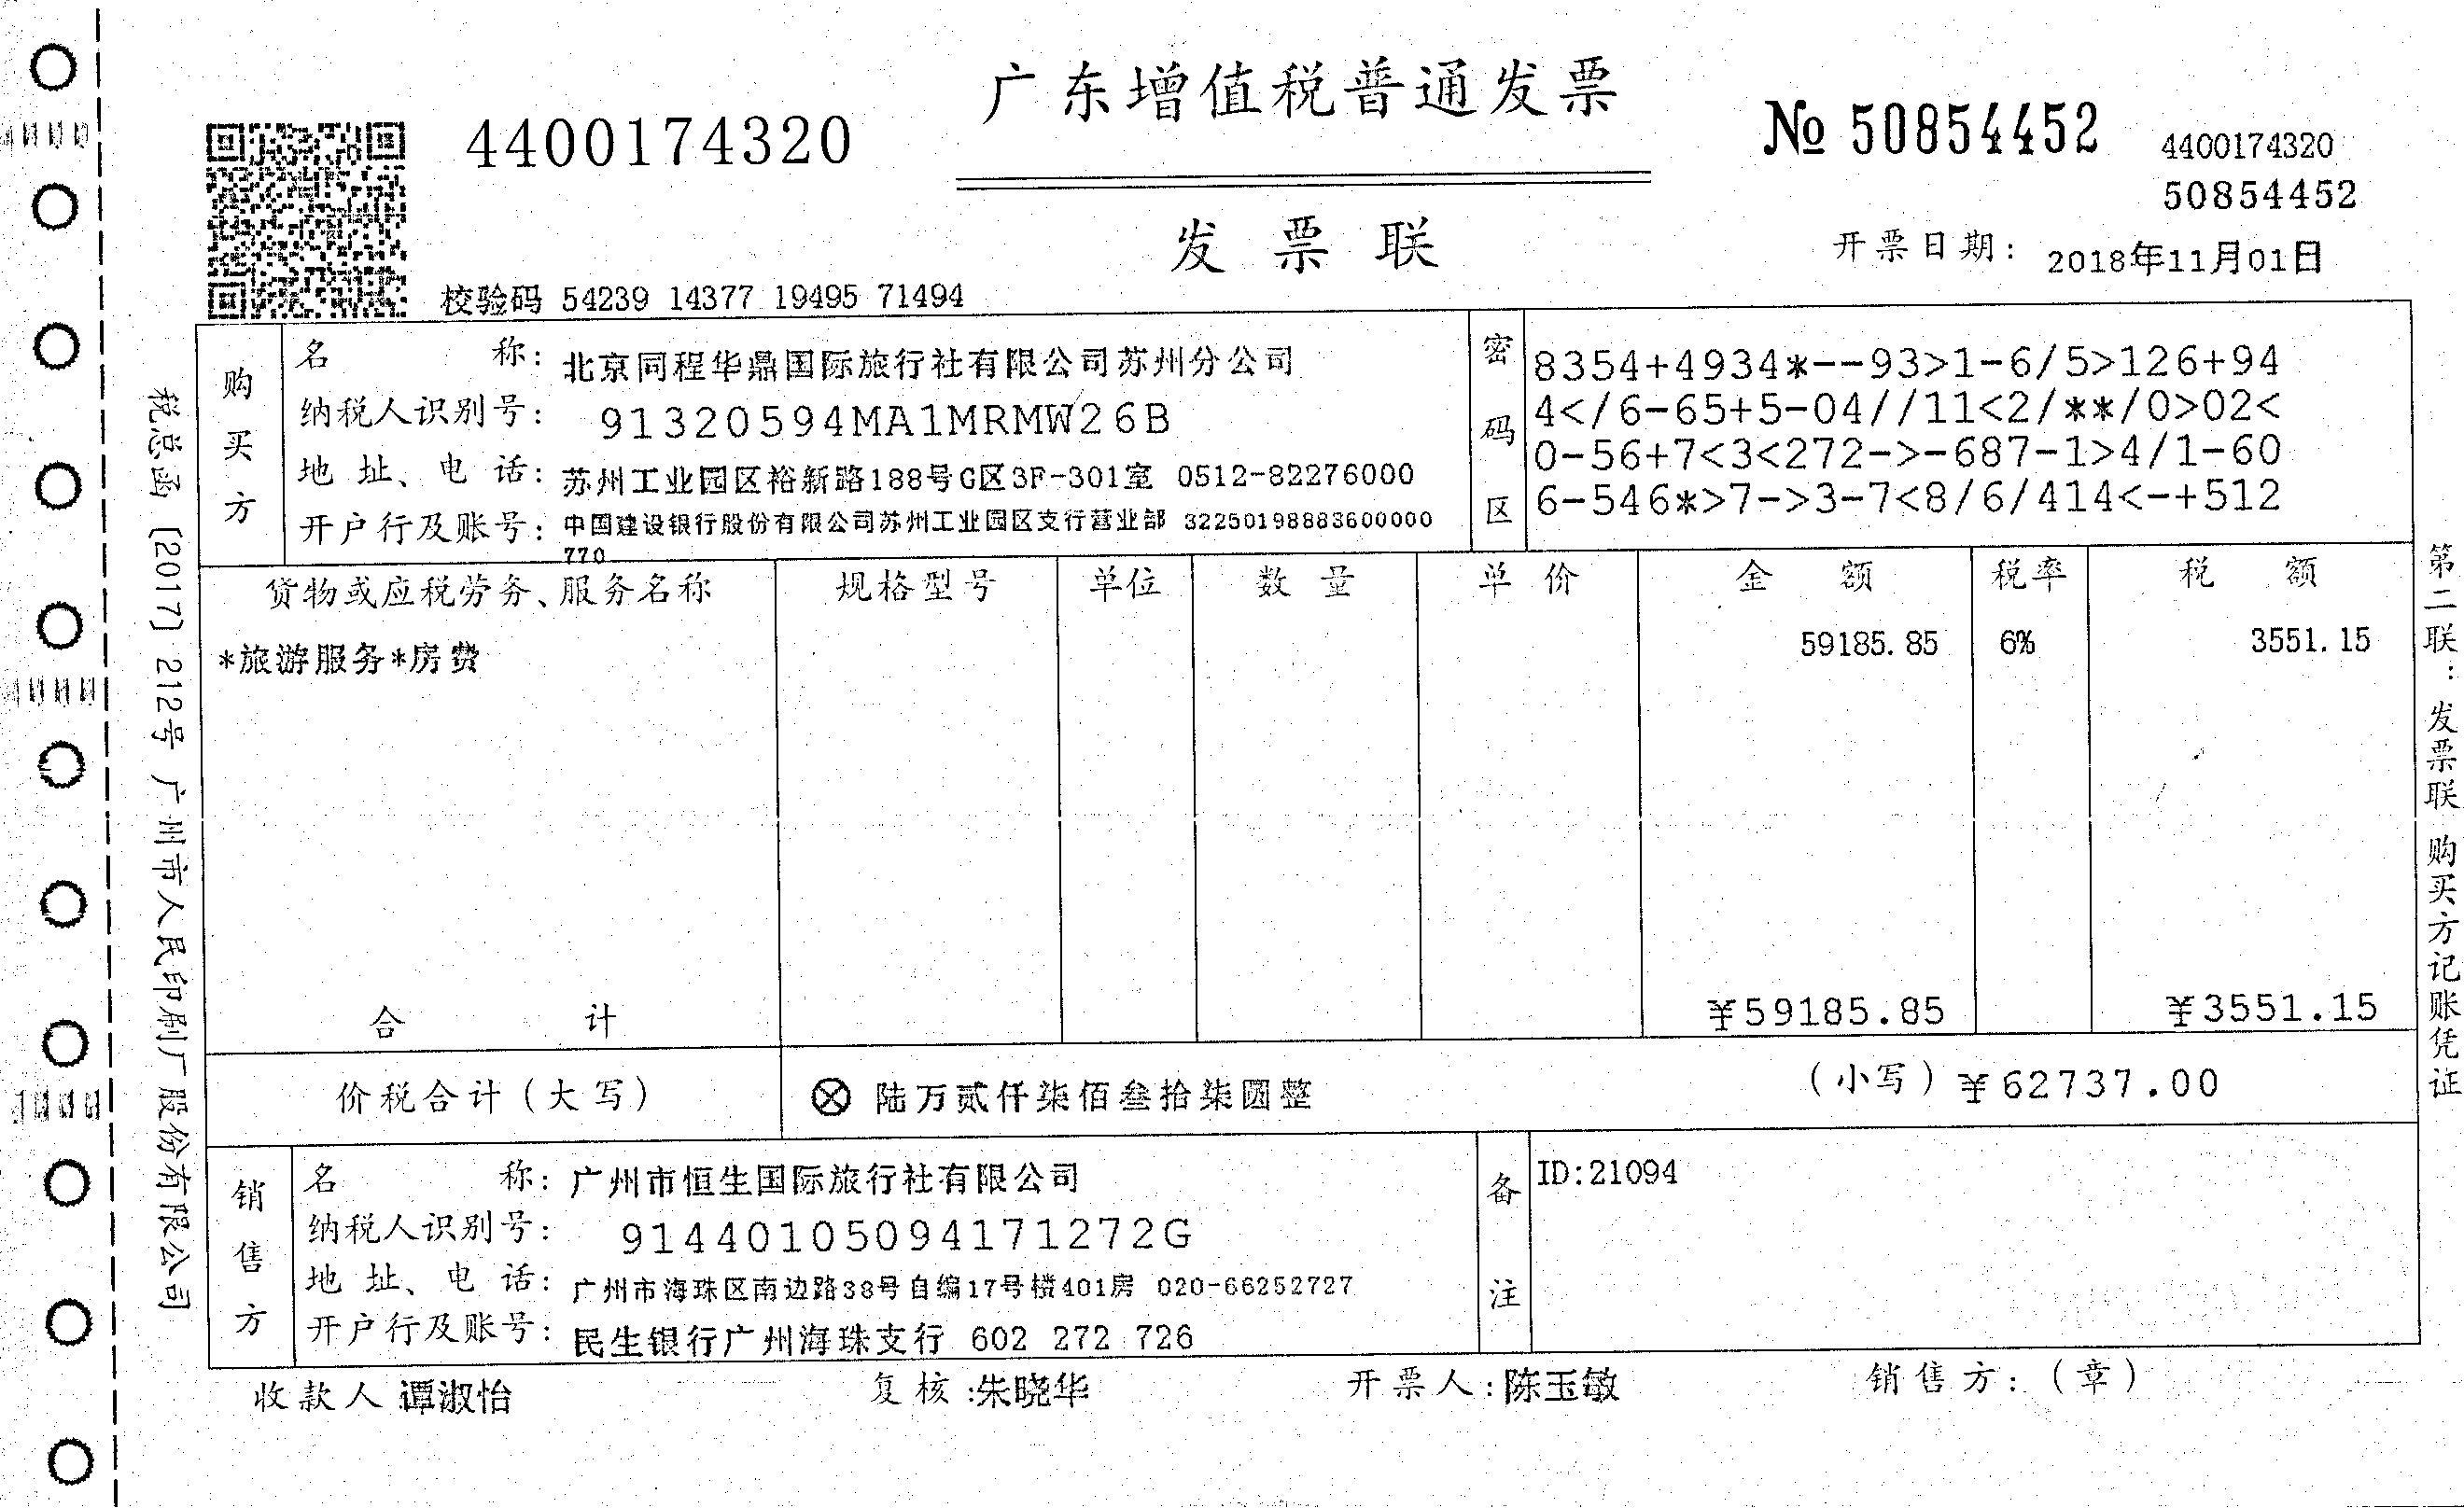 广东增值税普通发票
4400174320
№ 50854452
4400174320
50854452
发票联
开票日期: 2018年11月01日
校验码 54239 14377 19495 71494
购买方
名称: 北京同程华鼎国际旅行社有限公司苏州分公司
纳税人识别号: 91320594MA1MRMW26B
地址、电话: 苏州工业园区裕新路188号G区3F-301室 0512-82276000
开户行及账号: 中国建设银行股份有限公司苏州工业园区支行营业部 32250198883600000
770
密码区
8354+4934*--93>1-6/5>126+94
4</6-65+5-04//11<2/**/0>02<
0-56+7<3<272->-687-1>4/1-60
6-546*>7->3-7<8/6/414<-+512
货物或应税劳务、服务名称 规格型号 单位 数量 单价 金额 税率 税额
*旅游服务*房费 59185.85 6% 3551.15
合计 ¥59185.85 ¥3551.15
价税合计(大写) ⊗ 陆万贰仟柒佰叁拾柒圆整 (小写) ¥62737.00
销售方
名称: 广州市恒生国际旅行社有限公司
纳税人识别号: 91440105094171272G
地址、电话: 广州市海珠区南边路38号自编17号楼401房 020-66252727
开户行及账号: 民生银行广州海珠支行 602 272 726
备注
ID:21094
收款人 谭淑怡 复核:朱晓华 开票人:陈玉敏 销售方:(章)
税总函〔2017〕212号 广州市人民印刷厂股份有限公司
第二联:发票联 购买方记账凭证